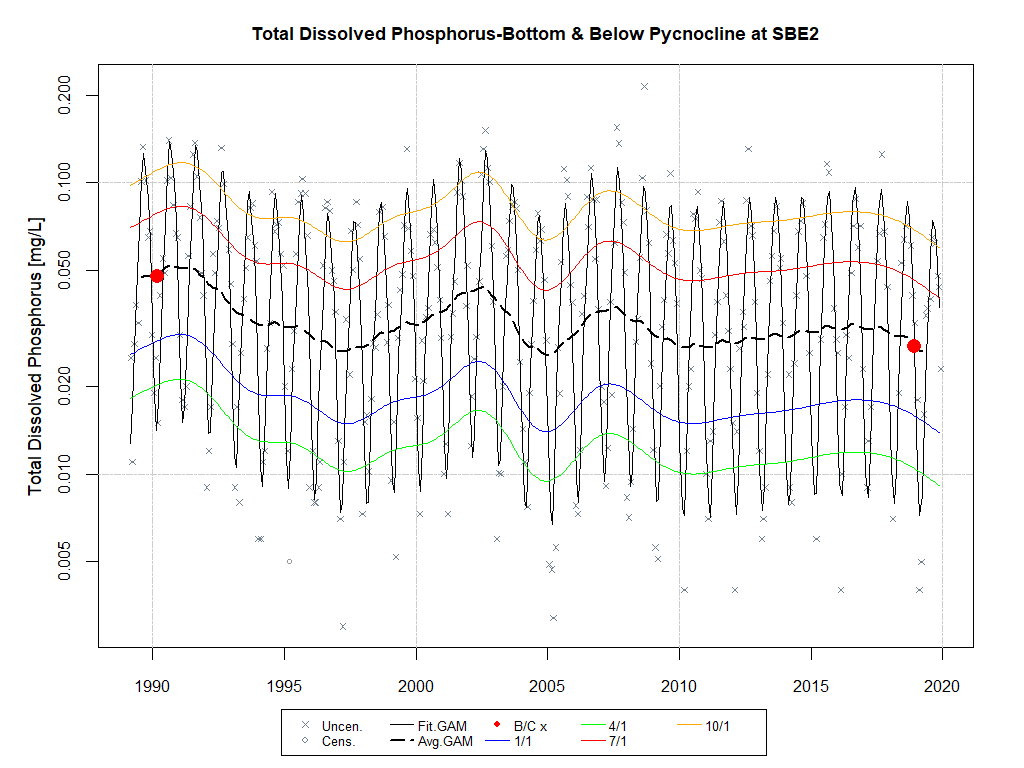 Total Dissolved Phosphorus-Bottom & Below Pycnocline at SBE2
Total Dissolved Phosphorus [mg/L]
0.200
0.100
0.050
0.020
0.010
0.005
1990 1995 2000 2005 2010 2015 2020
Uncen. Fit.GAM B/C x 4/1 10/1
Cens. Avg.GAM 1/1 7/1